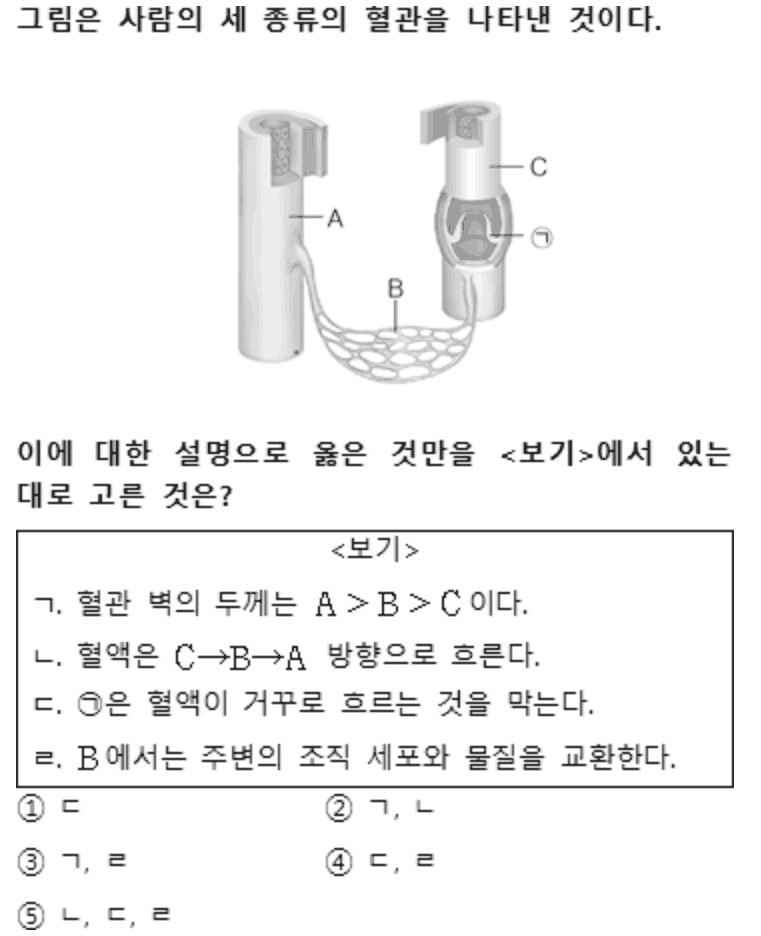 그림은 사람의 세 종류의 혈관을 나타낸 것이다.
A
C
㉠
B
이에 대한 설명으로 옳은 것만을 <보기>에서 있는
대로 고른 것은?
<보기>
ㄱ. 혈관 벽의 두께는 A>B>C이다.
ㄴ. 혈액은 C→B→A 방향으로 흐른다.
ㄷ. ㉠은 혈액이 거꾸로 흐르는 것을 막는다.
ㄹ. B에서는 주변의 조직 세포와 물질을 교환한다.
① ㄷ ② ㄱ, ㄴ
③ ㄱ, ㄹ ④ ㄷ, ㄹ
⑤ ㄴ, ㄷ, ㄹ